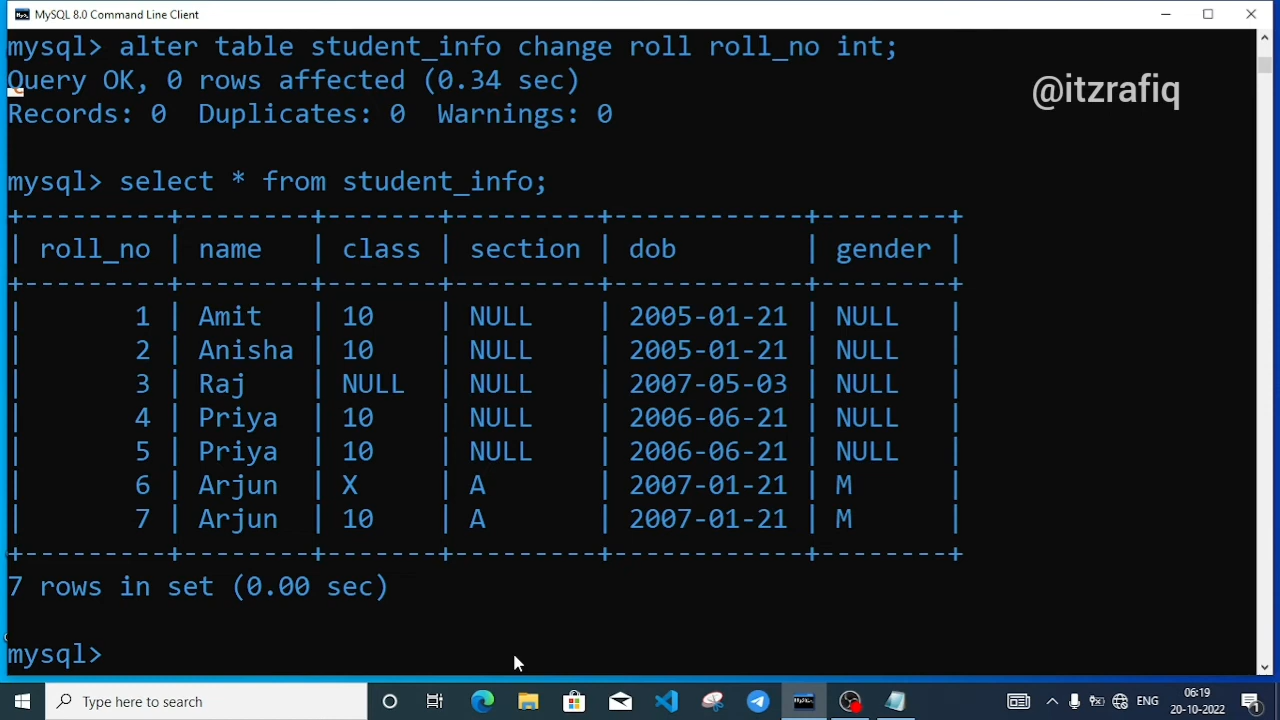 MySQL 8.0 Command Line Client
mysql> alter table student_info change roll roll_no int;
Query OK, 0 rows affected (0.34 sec)
Records: 0  Duplicates: 0  Warnings: 0
@itzrafiq
mysql> select * from student_info;
+---------+--------+-------+---------+------------+--------+
| roll_no | name   | class | section | dob        | gender |
+---------+--------+-------+---------+------------+--------+
|       1 | Amit   | 10    | NULL    | 2005-01-21 | NULL   |
|       2 | Anisha | 10    | NULL    | 2005-01-21 | NULL   |
|       3 | Raj    | NULL  | NULL    | 2007-05-03 | NULL   |
|       4 | Priya  | 10    | NULL    | 2006-06-21 | NULL   |
|       5 | Priya  | 10    | NULL    | 2006-06-21 | NULL   |
|       6 | Arjun  | X     | A       | 2007-01-21 | M      |
|       7 | Arjun  | 10    | A       | 2007-01-21 | M      |
+---------+--------+-------+---------+------------+--------+
7 rows in set (0.00 sec)
mysql>
Type here to search
ENG
06:19
20-10-2022
1